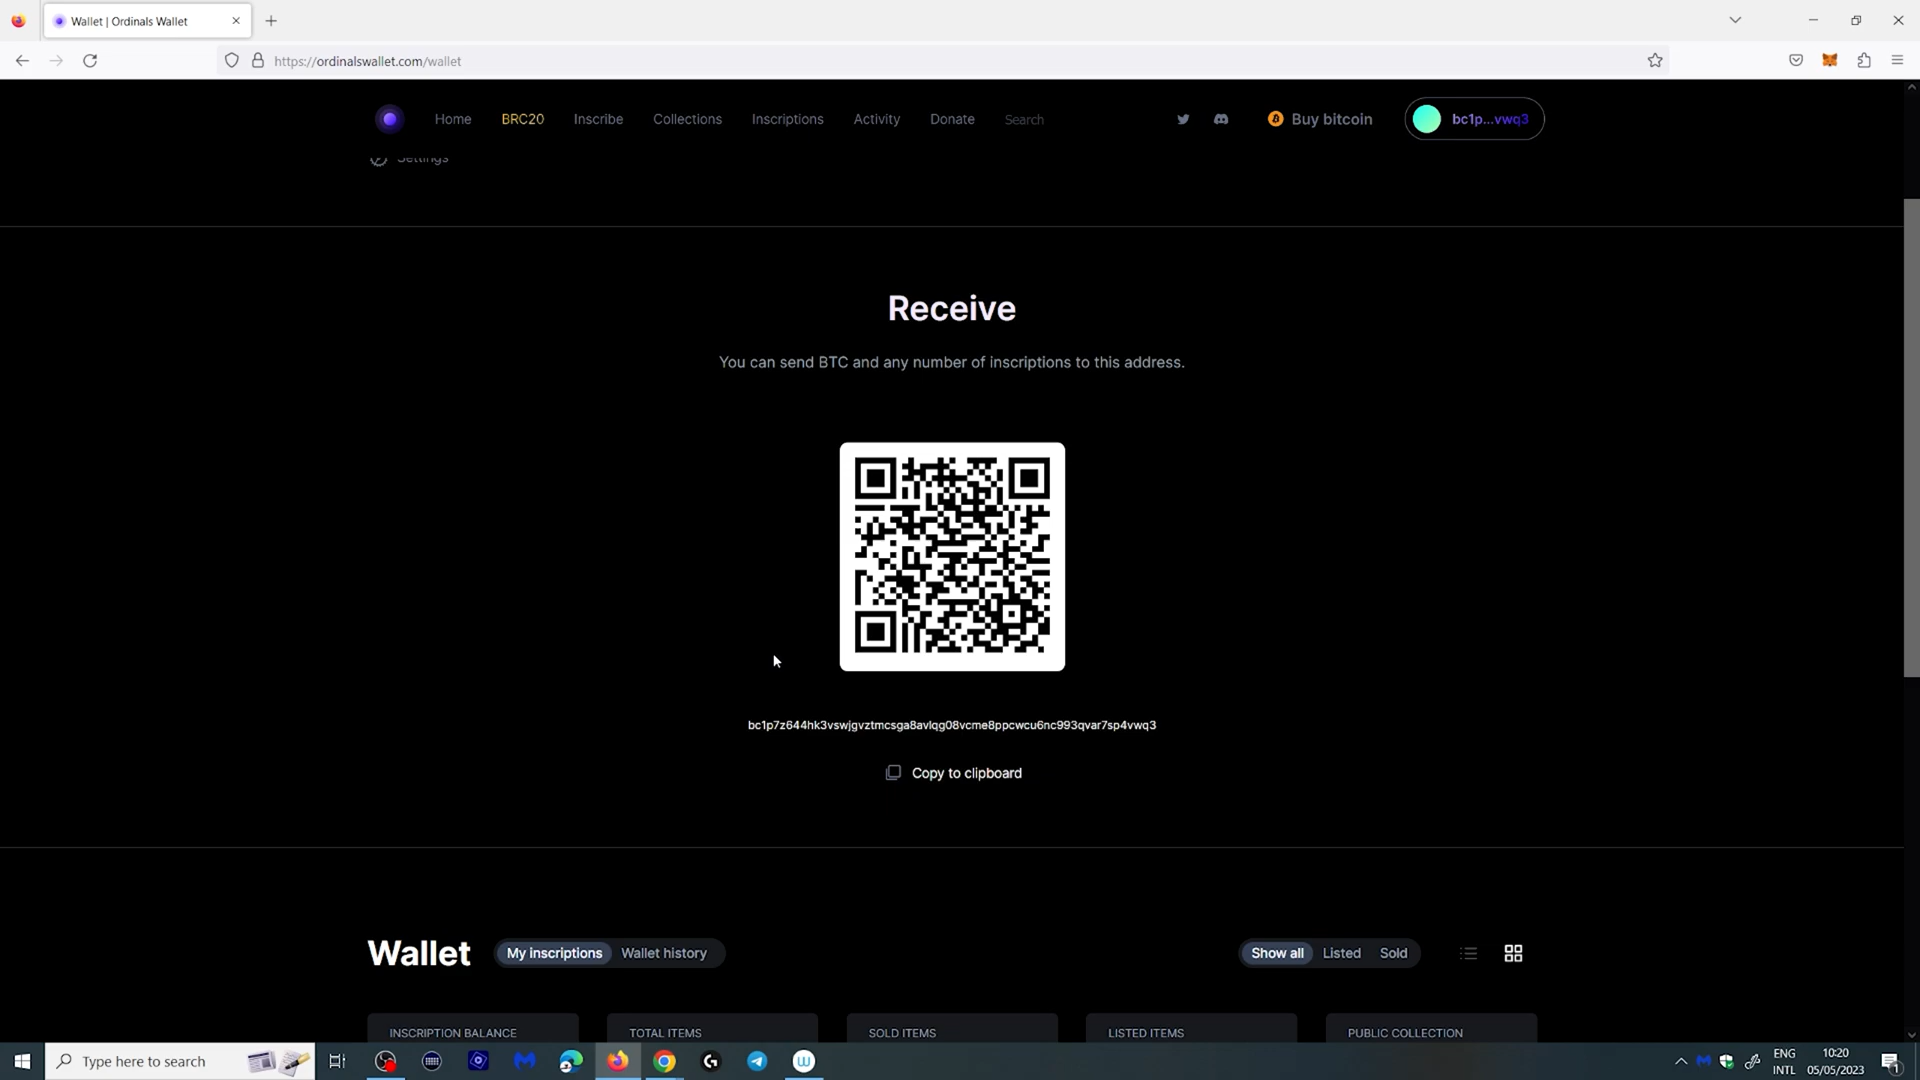 Wallet | Ordinals Wallet
https://ordinalswallet.com/wallet
Home BRC20 Inscribe Collections Inscriptions Activity Donate Search Buy bitcoin bc1p...vwq3
Settings
Receive
You can send BTC and any number of inscriptions to this address.
bc1p7z644hk3vswjgvztmcsga8avlqg08vcme8ppcwcu6nc993qvar7sp4vwq3
Copy to clipboard
Wallet My inscriptions Wallet history Show all Listed Sold
INSCRIPTION BALANCE TOTAL ITEMS SOLD ITEMS LISTED ITEMS PUBLIC COLLECTION
Type here to search
ENG 10:20
INTL 05/05/2023
1